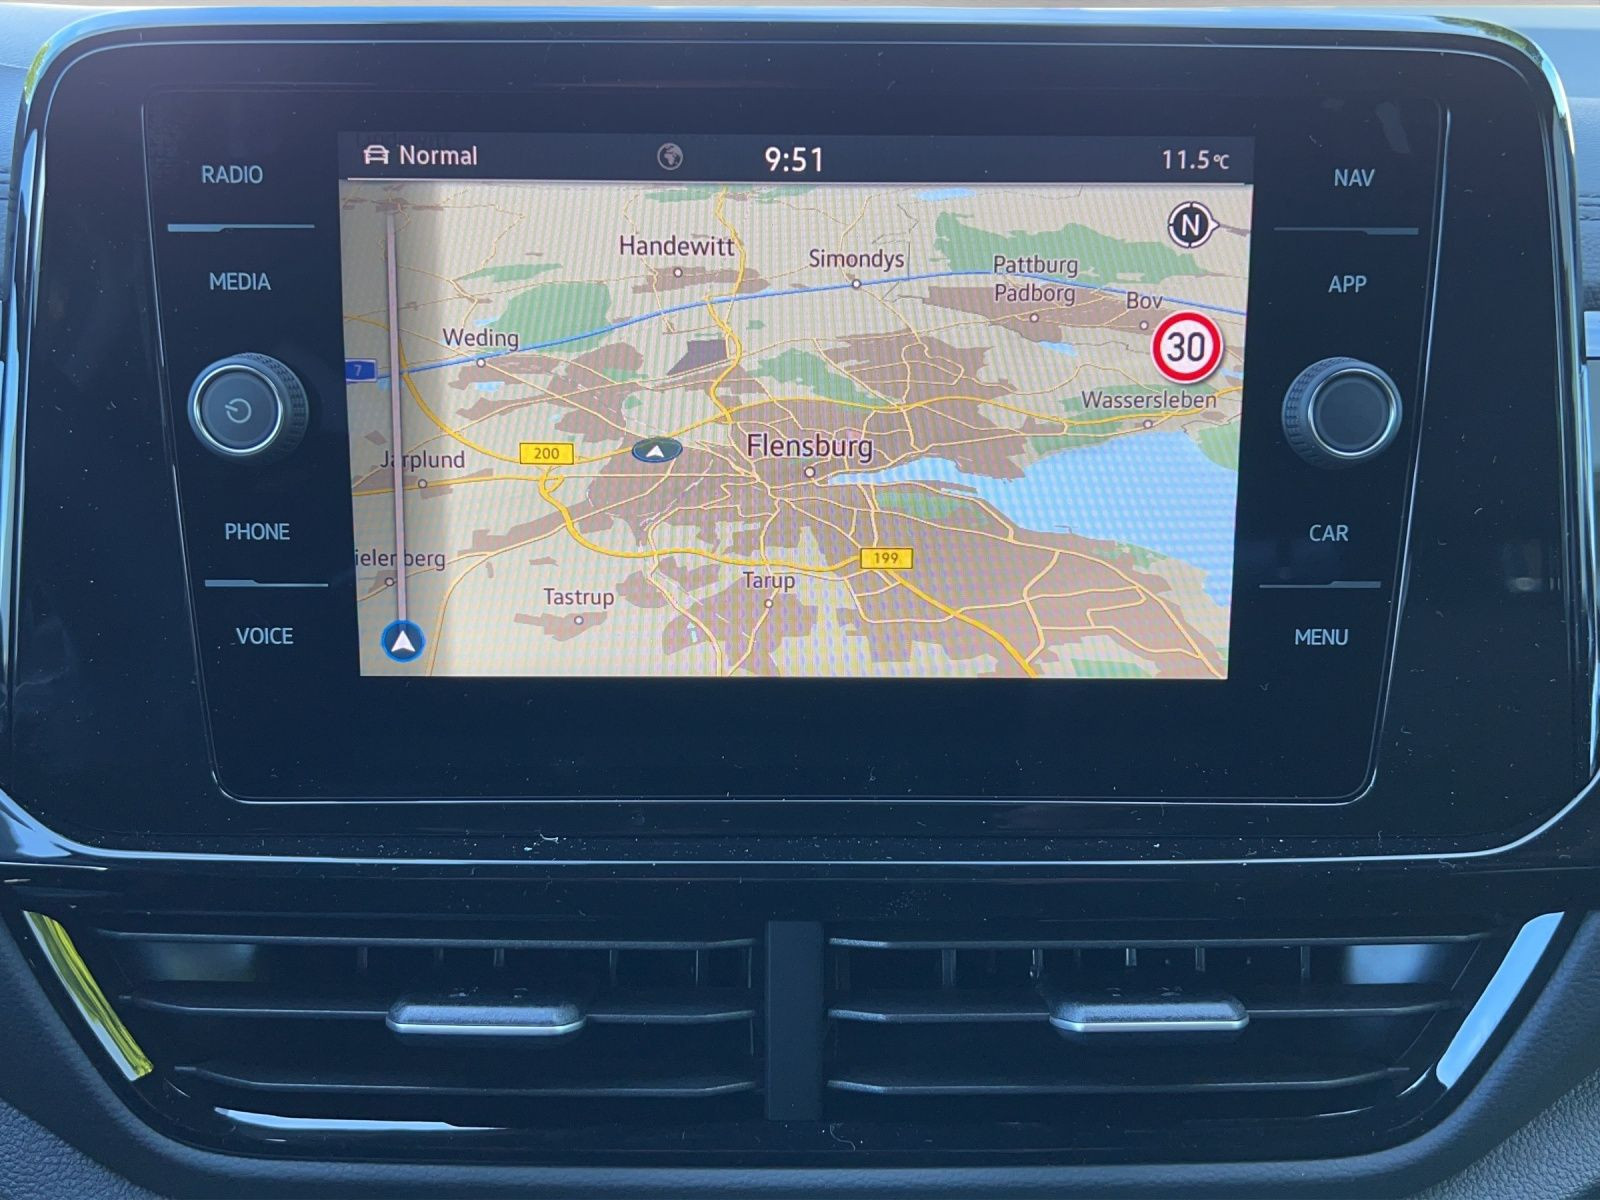 RADIO
MEDIA
PHONE
VOICE
Normal
9:51
11.5°C
N
Handewitt
Simondys
Pattburg
Padborg
Bov
Weding
30
7
Wassersleben
Flensburg
200
Jarplund
199
Tarup
Tastrup
NAV
APP
CAR
MENU